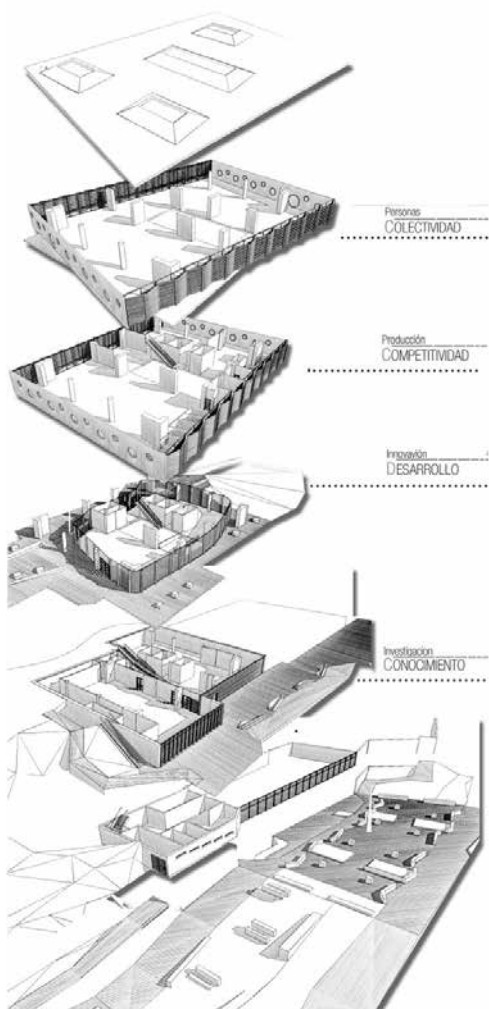 Personas
COLECTIVIDAD
Producción
COMPETITIVIDAD
Innovavión
DESARROLLO
Investigacion
CONOCIMIENTO